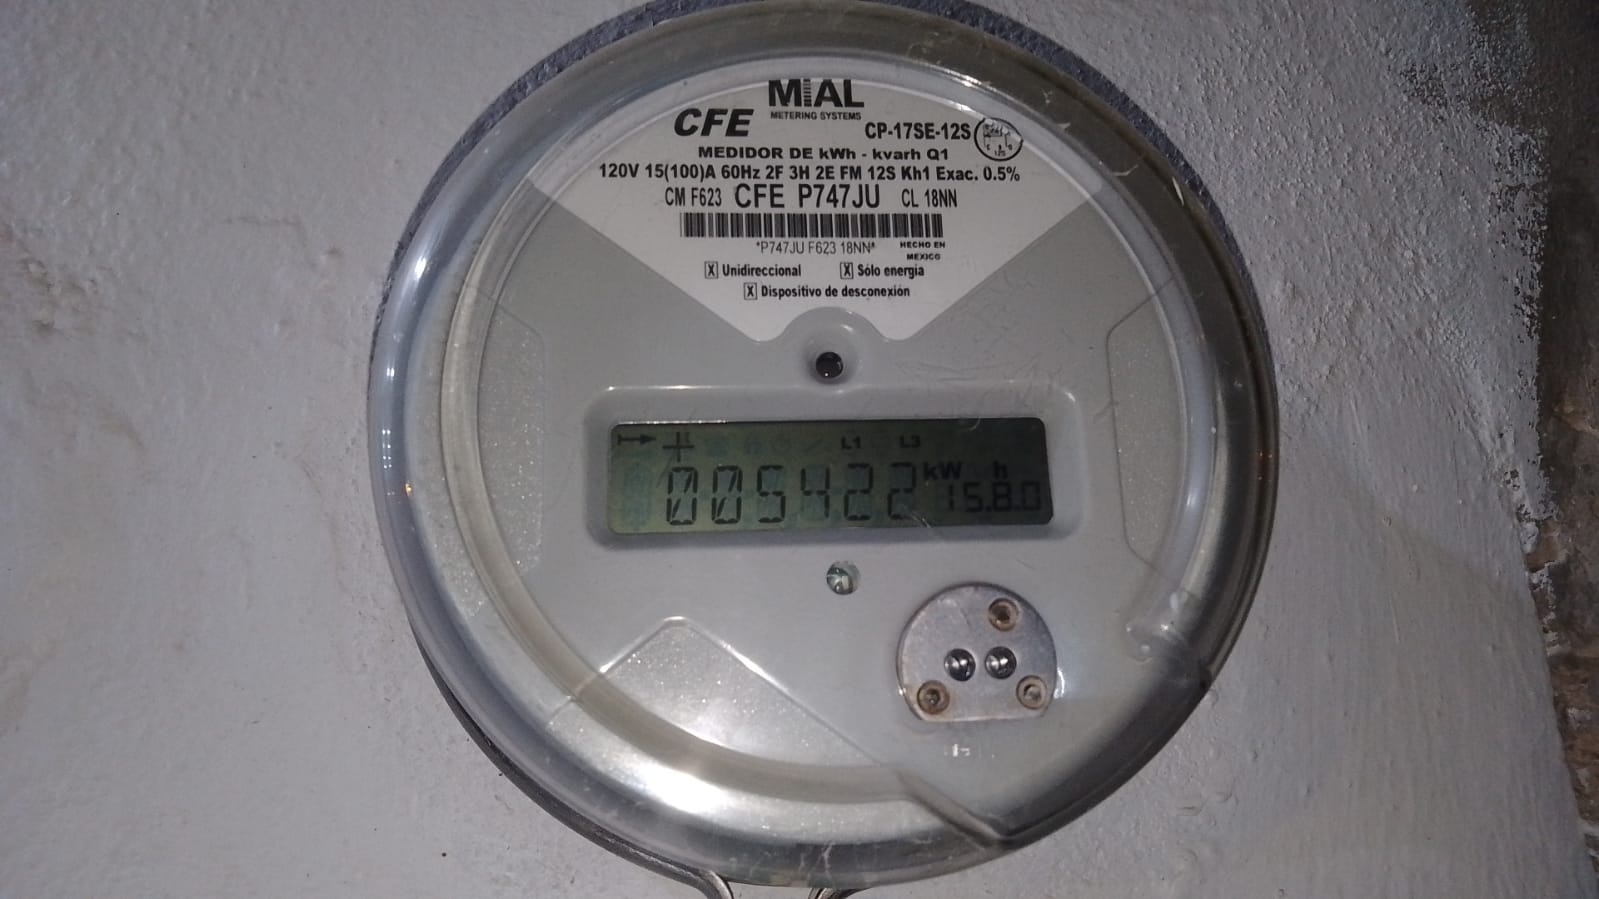 MIAL
METERING SYSTEMS
CFE
CP-17SE-12S
MEDIDOR DE kWh - kvarh Q1
120V 15(100)A 60Hz 2F 3H 2E FM 12S Kh1 Exac. 0.5%
CM F623 CFE P747JU CL 18NN
*P747JU F623 18NN* HECHO EN MEXICO
X Unidireccional X Sólo energía
X Dispositivo de desconexión
L1 L3
005422 kW h 15.8.0